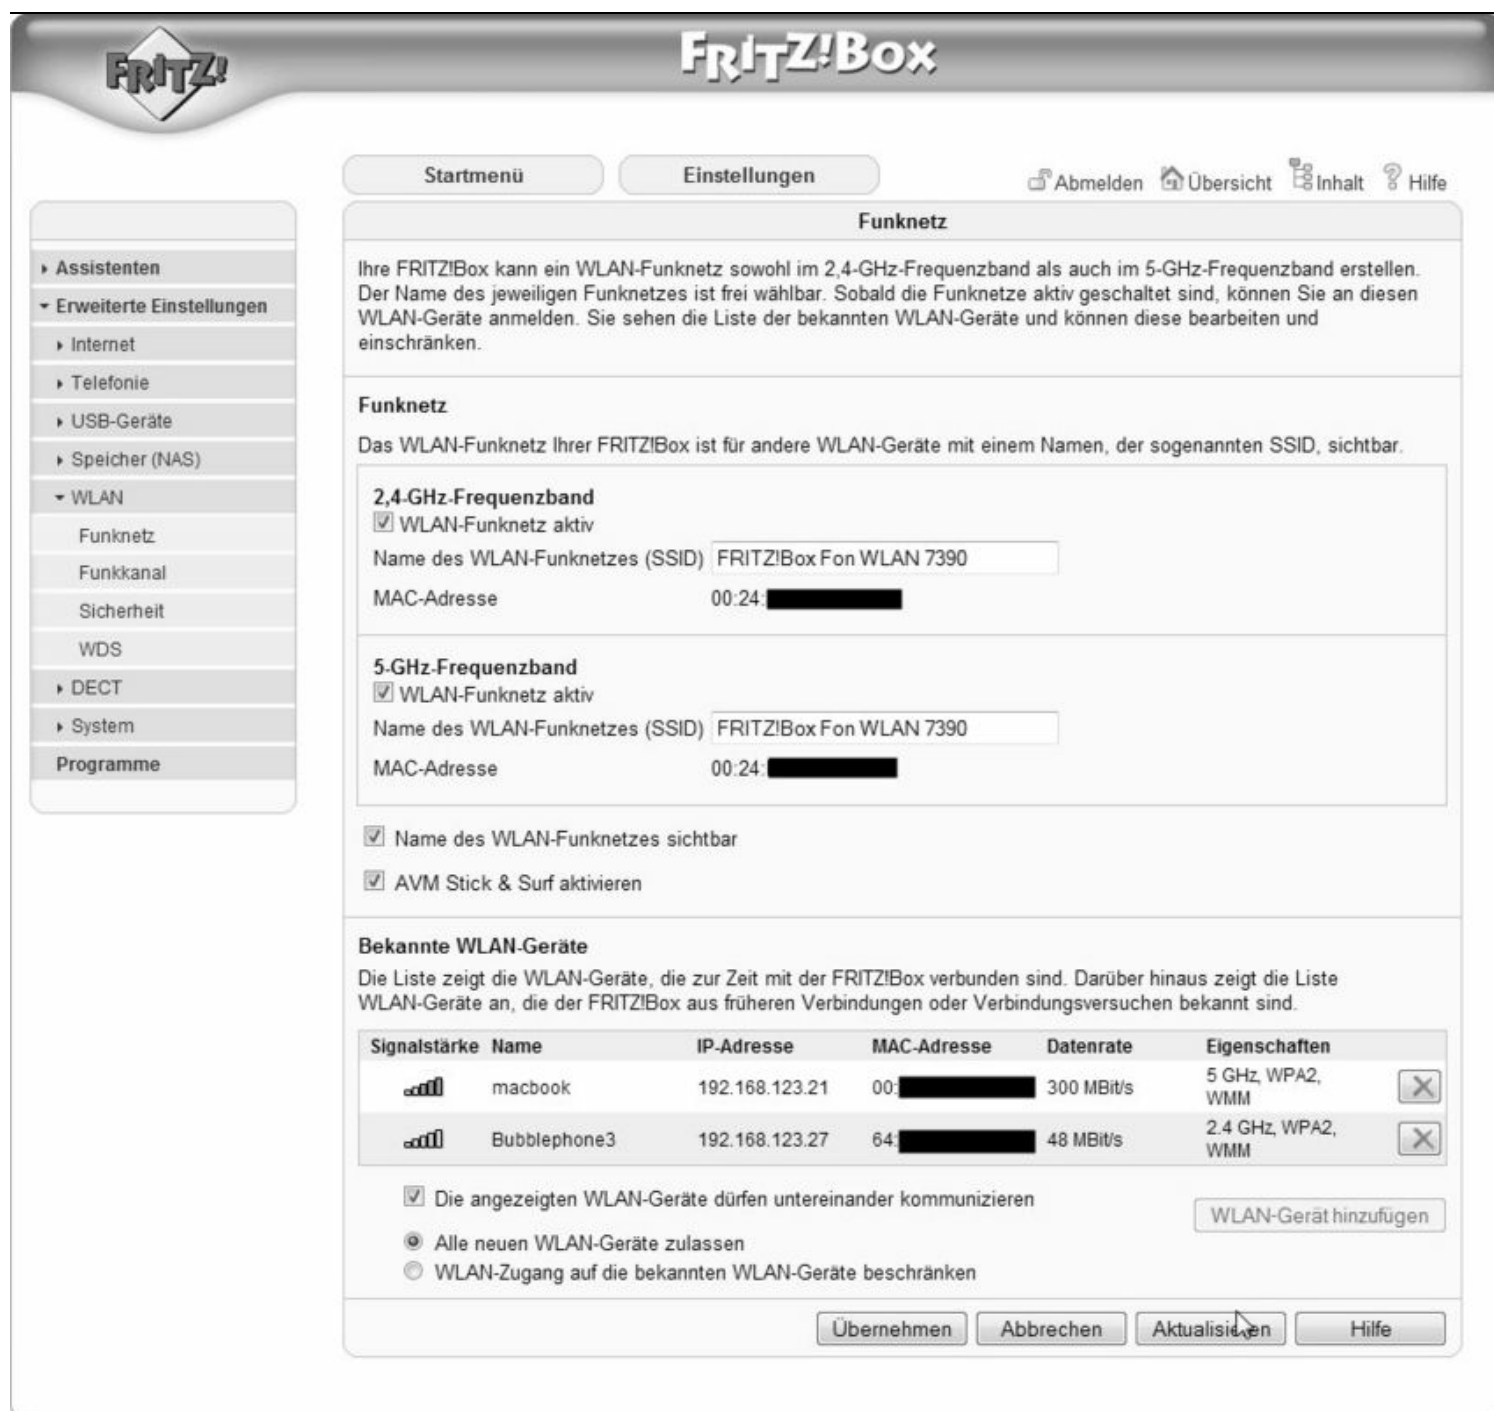 FRITZ!
FRITZ!Box
Startmenü
Einstellungen
Abmelden
Übersicht
Inhalt
Hilfe
Assistenten
Erweiterte Einstellungen
Internet
Telefonie
USB-Geräte
Speicher (NAS)
WLAN
Funknetz
Funkkanal
Sicherheit
WDS
DECT
System
Programme
Funknetz
Ihre FRITZ!Box kann ein WLAN-Funknetz sowohl im 2,4-GHz-Frequenzband als auch im 5-GHz-Frequenzband erstellen.
Der Name des jeweiligen Funknetzes ist frei wählbar. Sobald die Funknetze aktiv geschaltet sind, können Sie an diesen
WLAN-Geräte anmelden. Sie sehen die Liste der bekannten WLAN-Geräte und können diese bearbeiten und
einschränken.
Funknetz
Das WLAN-Funknetz Ihrer FRITZ!Box ist für andere WLAN-Geräte mit einem Namen, der sogenannten SSID, sichtbar.
2,4-GHz-Frequenzband
WLAN-Funknetz aktiv
Name des WLAN-Funknetzes (SSID) FRITZ!Box Fon WLAN 7390
MAC-Adresse 00:24:
5-GHz-Frequenzband
WLAN-Funknetz aktiv
Name des WLAN-Funknetzes (SSID) FRITZ!Box Fon WLAN 7390
MAC-Adresse 00:24:
Name des WLAN-Funknetzes sichtbar
AVM Stick & Surf aktivieren
Bekannte WLAN-Geräte
Die Liste zeigt die WLAN-Geräte, die zur Zeit mit der FRITZ!Box verbunden sind. Darüber hinaus zeigt die Liste
WLAN-Geräte an, die der FRITZ!Box aus früheren Verbindungen oder Verbindungsversuchen bekannt sind.
Signalstärke Name IP-Adresse MAC-Adresse Datenrate Eigenschaften
macbook 192.168.123.21 00: 300 MBit/s 5 GHz, WPA2,
WMM
Bubblephone3 192.168.123.27 64: 48 MBit/s 2.4 GHz, WPA2,
WMM
Die angezeigten WLAN-Geräte dürfen untereinander kommunizieren
WLAN-Gerät hinzufügen
Alle neuen WLAN-Geräte zulassen
WLAN-Zugang auf die bekannten WLAN-Geräte beschränken
Übernehmen Abbrechen Aktualisieren Hilfe